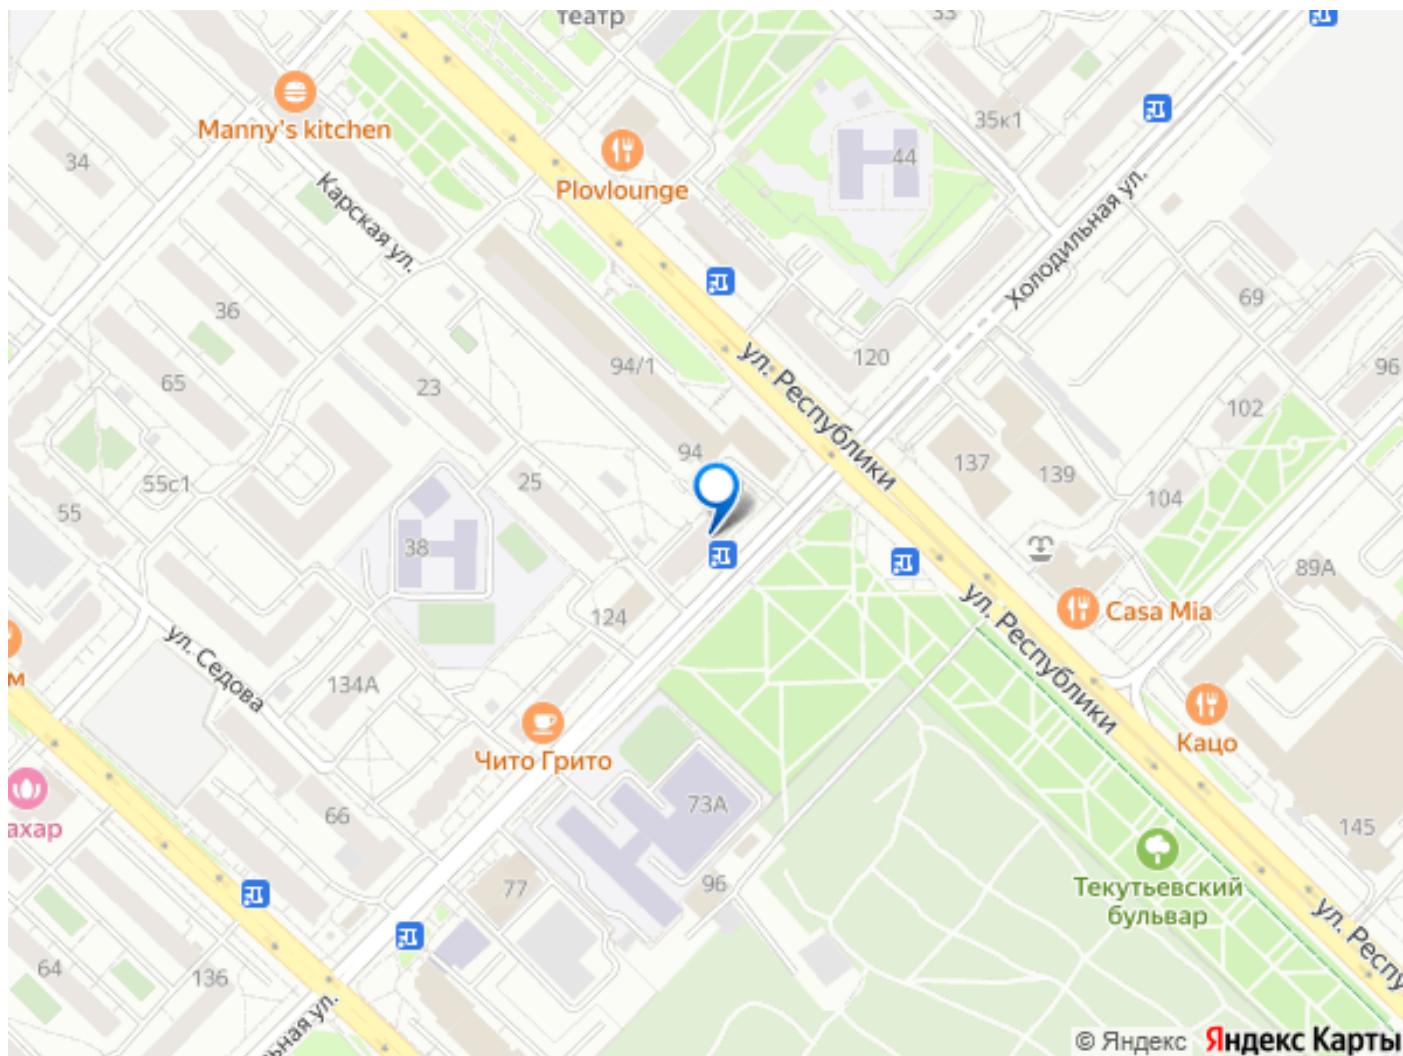 театр
33
Manny's kitchen
34
Plovlounge
35к1
44
Карская ул.
Холодильная ул.
69
36
94/1
120
ул. Республики
65
23
96
102
94
137
139
104
55с1
25
55
38
89А
124
Casa Mia
ул. Республики
ул. Седова
134А
м
Кацо
Чито Грито
ахар
66
73А
145
77
96
Текутьевский
бульвар
ул. Респу
64
136
льная ул.
© Яндекс Яндекс Карты